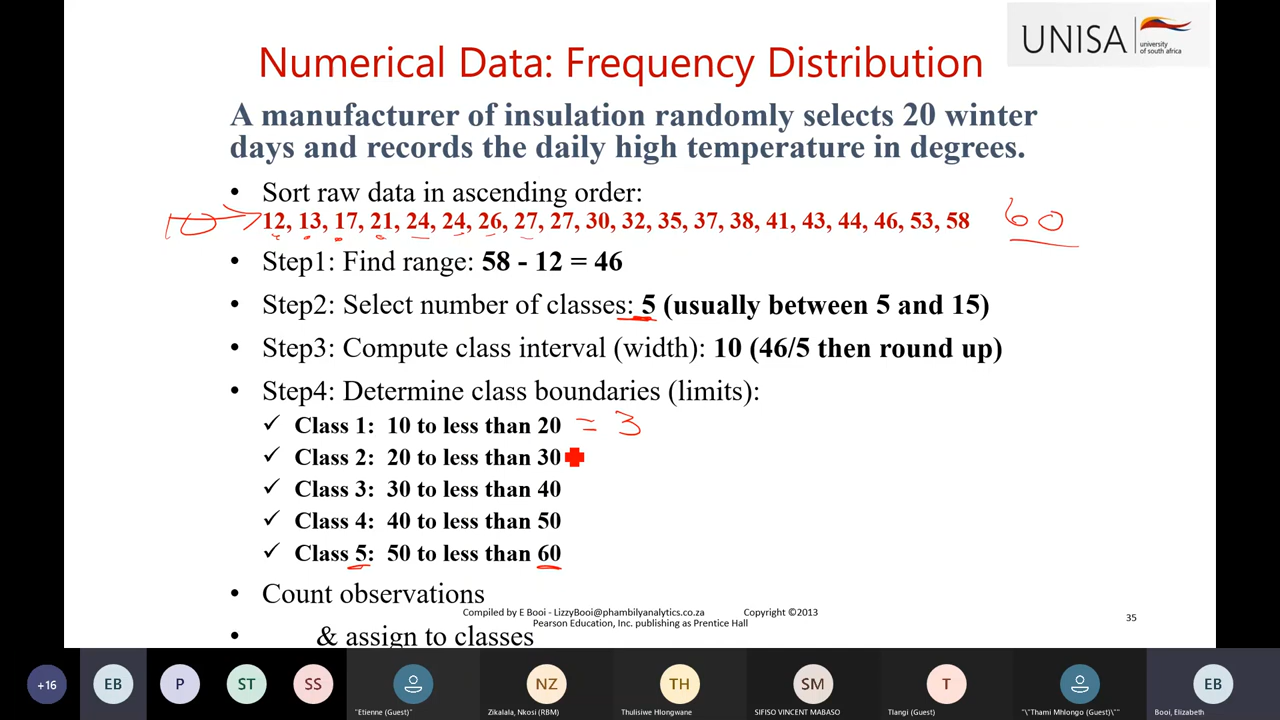 UNISA
university
of south africa
Numerical Data: Frequency Distribution
A manufacturer of insulation randomly selects 20 winter
days and records the daily high temperature in degrees.
• Sort raw data in ascending order:
10 12, 13, 17, 21, 24, 24, 26, 27, 27, 30, 32, 35, 37, 38, 41, 43, 44, 46, 53, 58 60
• Step1: Find range: 58 - 12 = 46
• Step2: Select number of classes: 5 (usually between 5 and 15)
• Step3: Compute class interval (width): 10 (46/5 then round up)
• Step4: Determine class boundaries (limits):
✓ Class 1: 10 to less than 20 = 3
✓ Class 2: 20 to less than 30
✓ Class 3: 30 to less than 40
✓ Class 4: 40 to less than 50
✓ Class 5: 50 to less than 60
• Count observations
Compiled by E Booi - LizzyBooi@phambilyanalytics.co.za Copyright ©2013
Pearson Education, Inc. publishing as Prentice Hall
35
• & assign to classes
+16 EB P ST SS NZ TH SM T EB
"Etienne (Guest)" Zikalala, Nkosi (RBM) Thulisiwe Hlongwane SIFISO VINCENT MABASO Tlangi (Guest) "\"Thami Mhlongo (Guest)\"" Booi, Elizabeth